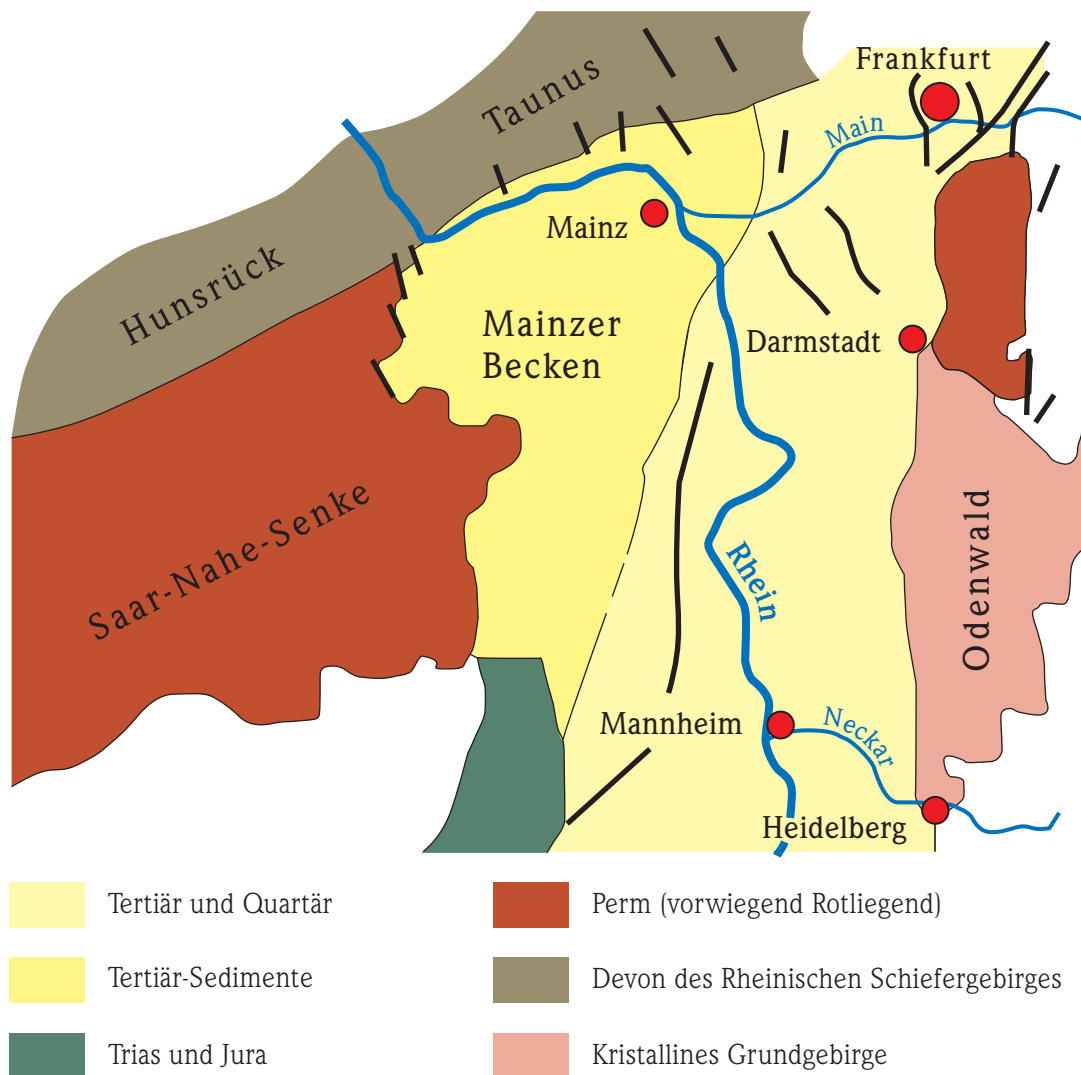 Frankfurt
Taunus
Main
Mainz
Hunsrück
Mainzer
Becken
Darmstadt
Saar-Nahe-Senke
Rhein
Odenwald
Mannheim
Neckar
Heidelberg
Tertiär und Quartär
Perm (vorwiegend Rotliegend)
Tertiär-Sedimente
Devon des Rheinischen Schiefergebirges
Trias und Jura
Kristallines Grundgebirge